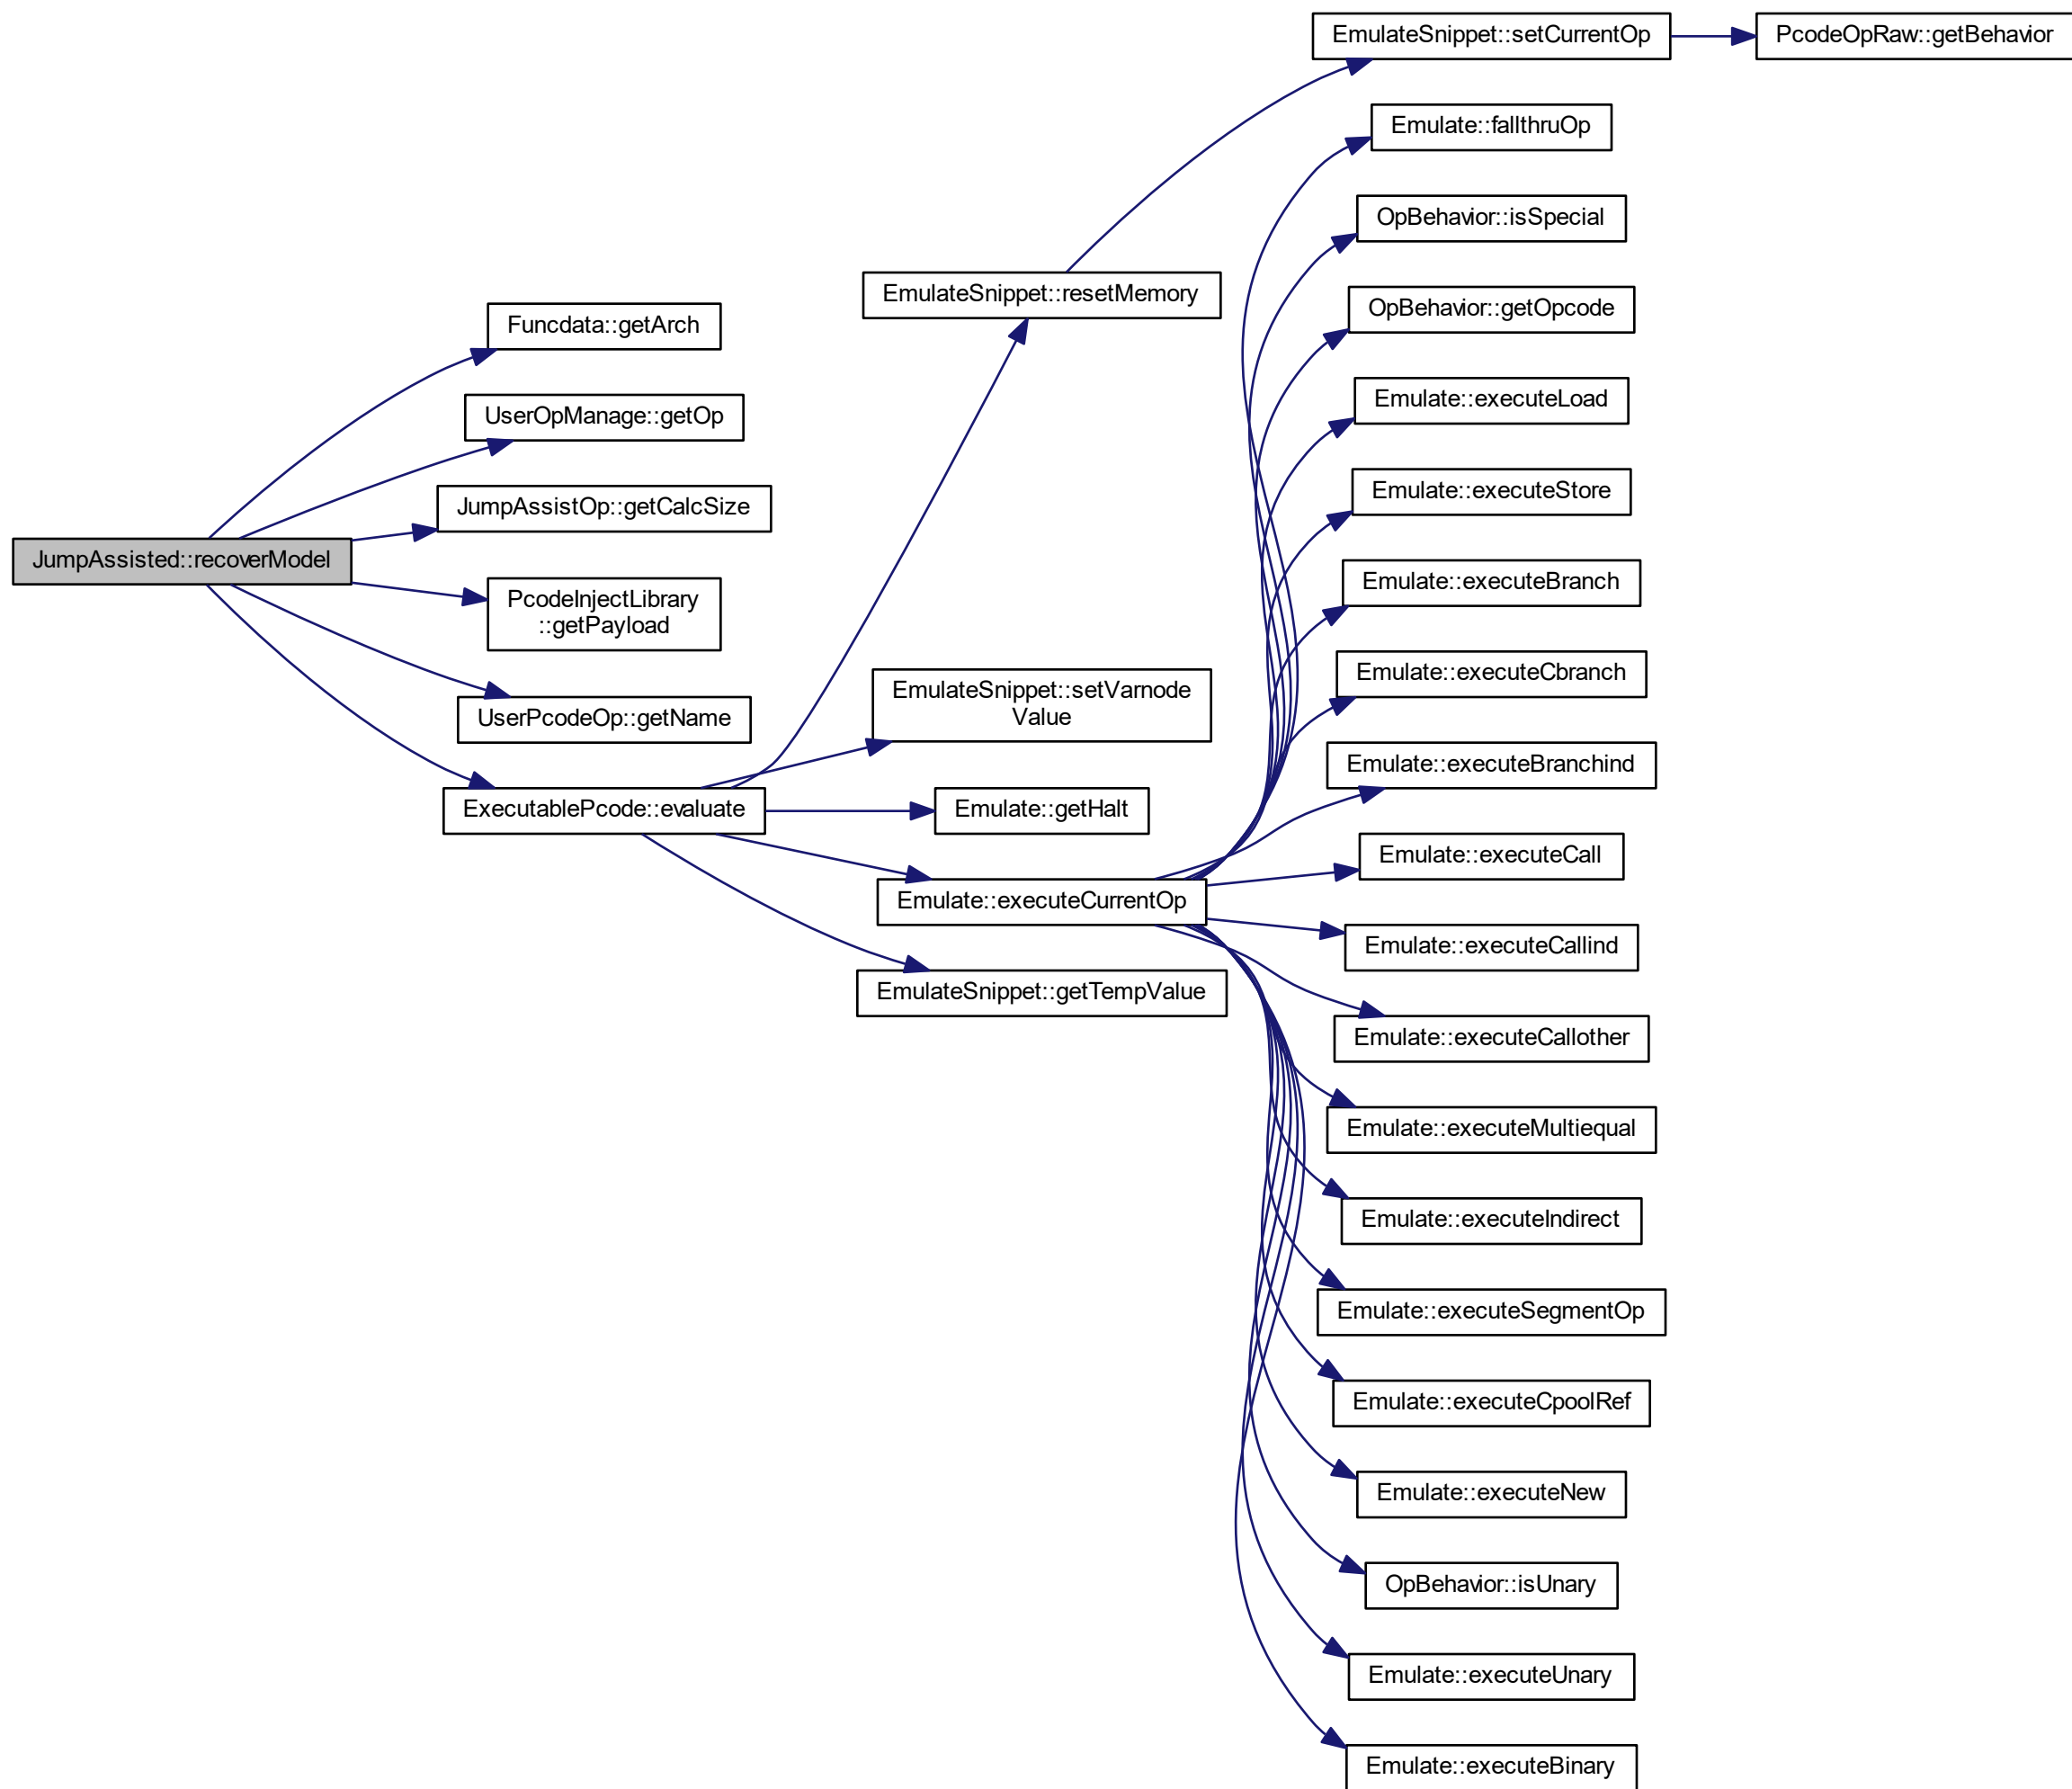 EmulateSnippet::setCurrentOp
PcodeOpRaw::getBehavior
Emulate::fallthruOp
OpBehavior::isSpecial
EmulateSnippet::resetMemory
OpBehavior::getOpcode
Funcdata::getArch
Emulate::executeLoad
UserOpManage::getOp
Emulate::executeStore
JumpAssistOp::getCalcSize
JumpAssisted::recoverModel
Emulate::executeBranch
PcodeInjectLibrary
::getPayload
Emulate::executeCbranch
EmulateSnippet::setVarnode
Value
UserPcodeOp::getName
Emulate::executeBranchind
ExecutablePcode::evaluate
Emulate::getHalt
Emulate::executeCall
Emulate::executeCurrentOp
Emulate::executeCallind
EmulateSnippet::getTempValue
Emulate::executeCallother
Emulate::executeMultiequal
Emulate::executeIndirect
Emulate::executeSegmentOp
Emulate::executeCpoolRef
Emulate::executeNew
OpBehavior::isUnary
Emulate::executeUnary
Emulate::executeBinary